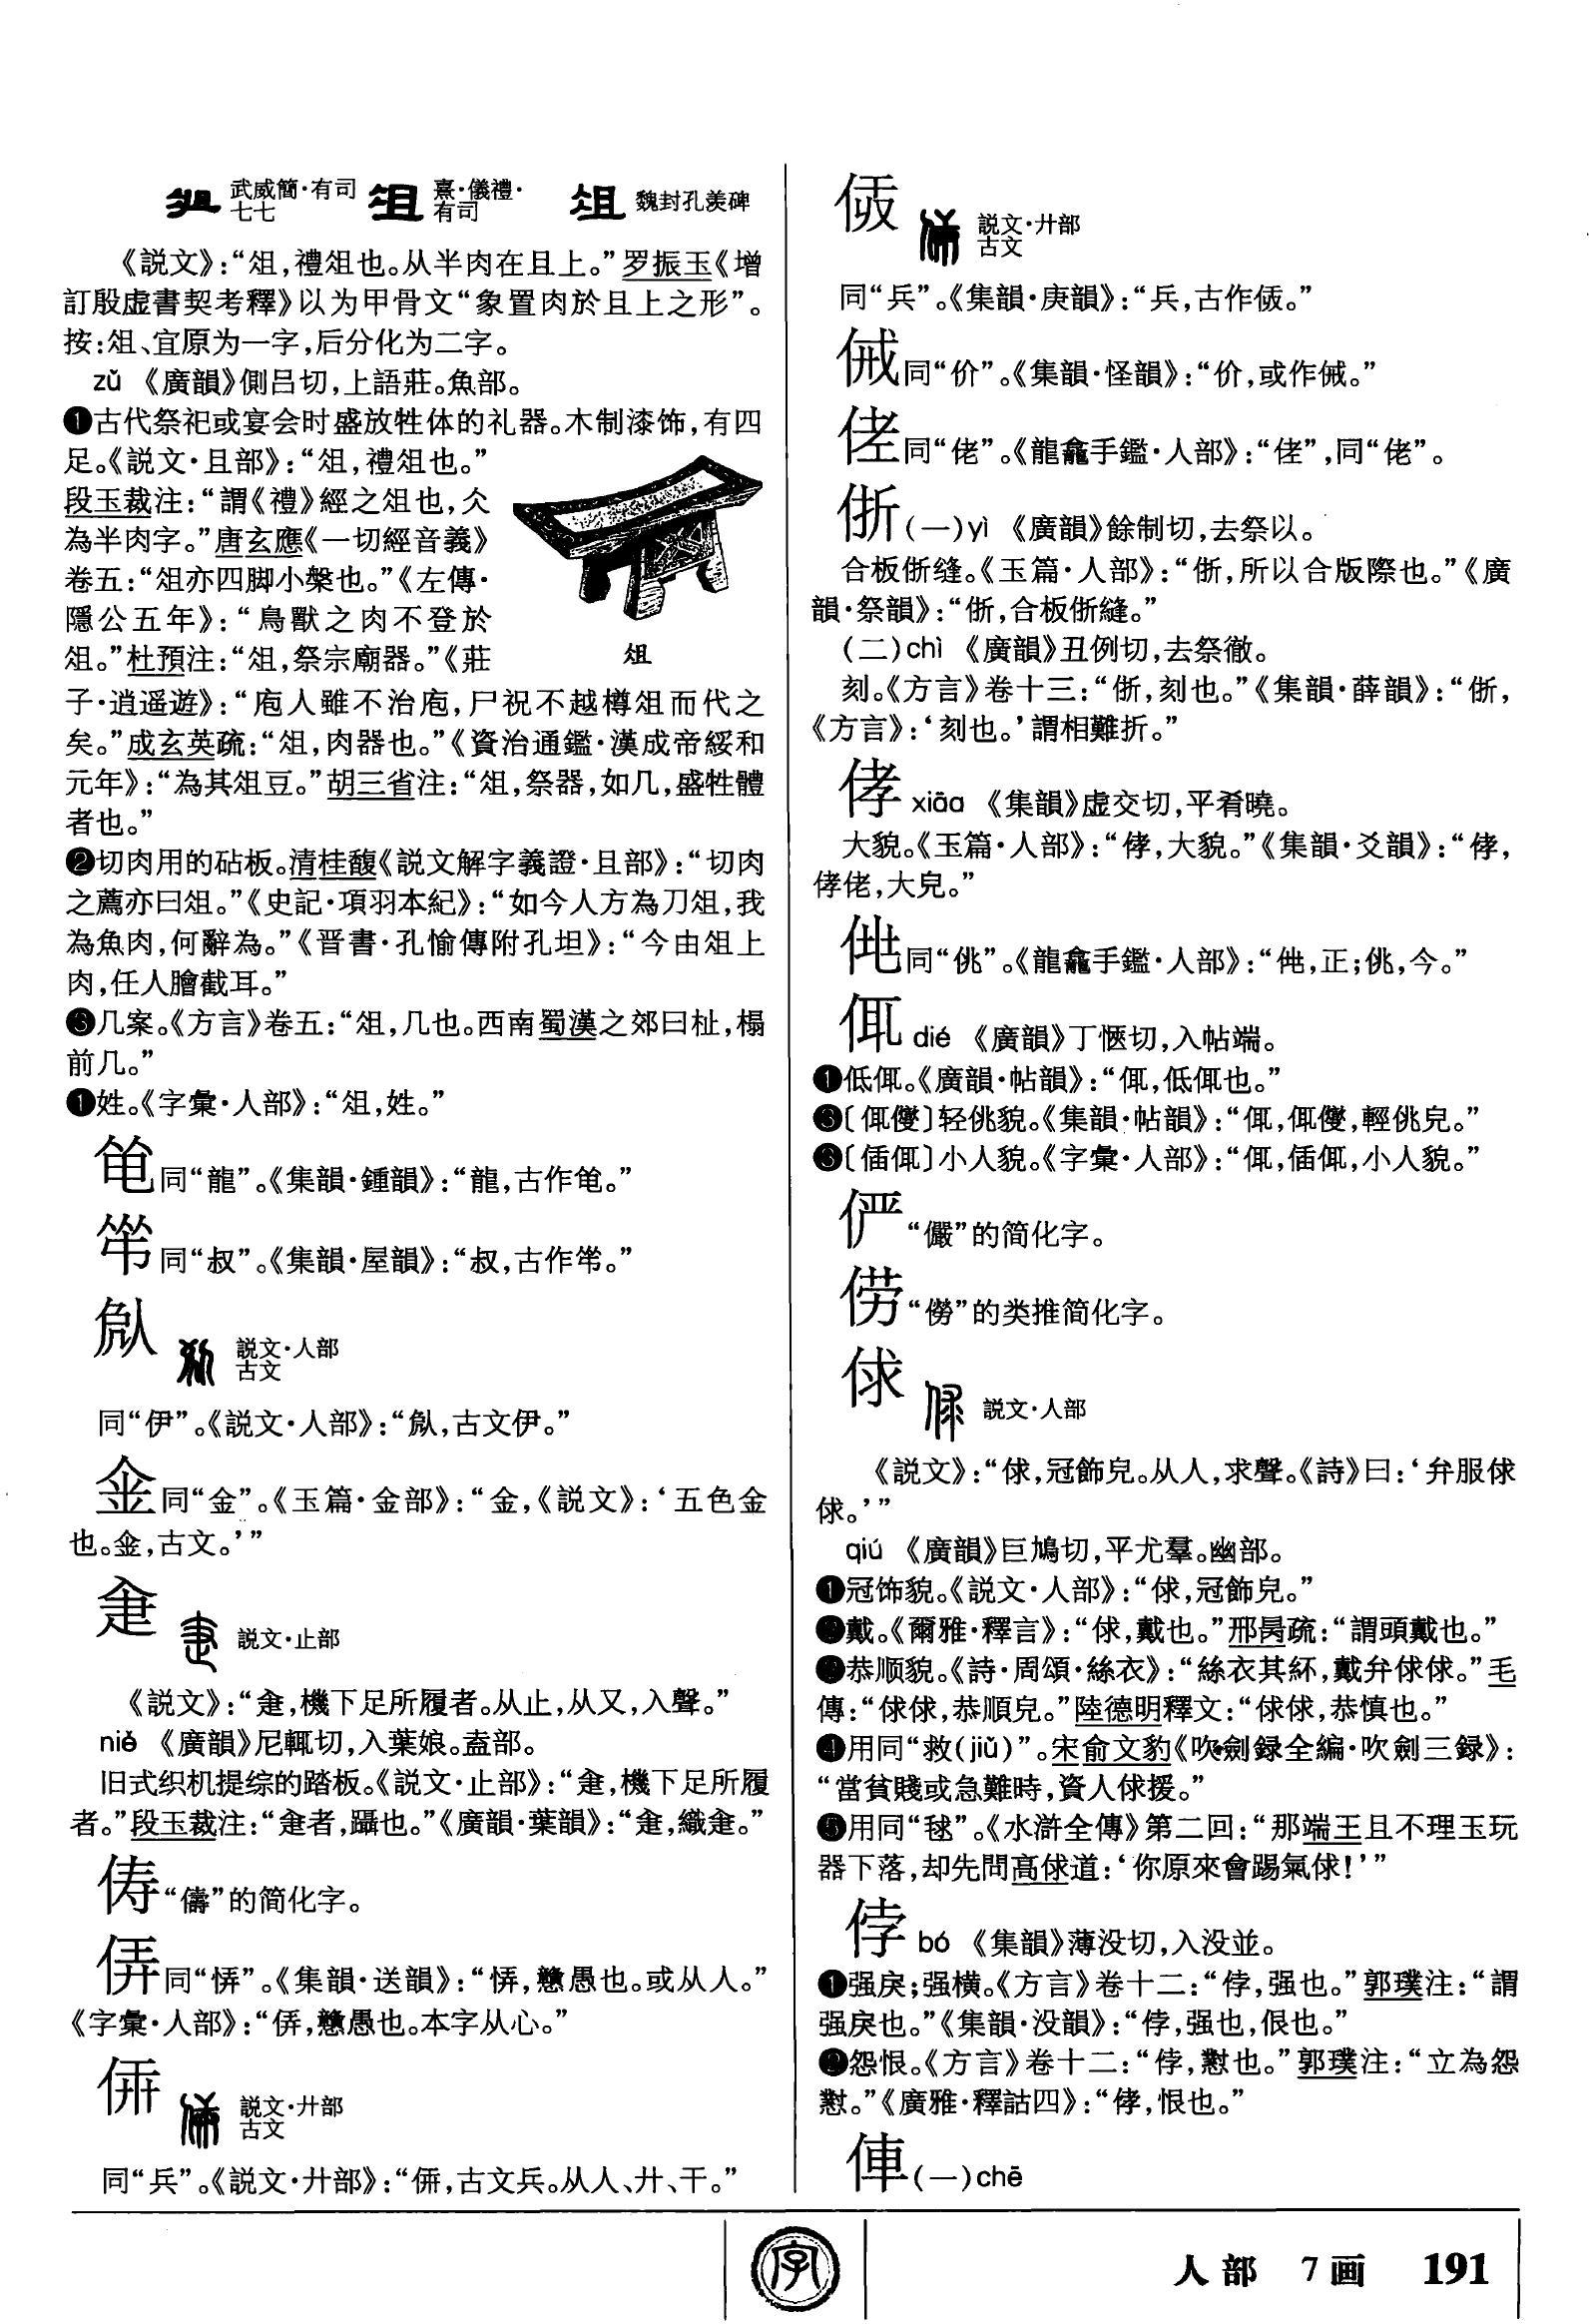 武威簡·有司
七七
熹·儀禮·
有司
魏封孔羡碑
《説文》：“俎，禮俎也。从半肉在且上。”罗振玉《增
訂殷虚書契考釋》以为甲骨文“象置肉於且上之形”。
按：俎、宜原为一字，后分化为二字。
zǔ 《廣韻》側吕切，上語莊。魚部。
❶古代祭祀或宴会时盛放牲体的礼器。木制漆饰，有四
足。《説文·且部》：“俎，禮俎也。”
段玉裁注：“謂《禮》經之俎也，仌
為半肉字。”唐玄應《一切經音義》
卷五：“俎亦四脚小槃也。”《左傳·
隱公五年》：“鳥獸之肉不登於
俎。”杜預注：“俎，祭宗廟器。”《莊
俎
子·逍遥遊》：“庖人雖不治庖，尸祝不越樽俎而代之
矣。”成玄英疏：“俎，肉器也。”《資治通鑑·漢成帝綏和
元年》：“為其俎豆。”胡三省注：“俎，祭器，如几，盛牲體
者也。”
❷切肉用的砧板。清桂馥《説文解字義證·且部》：“切肉
之薦亦曰俎。”《史記·項羽本紀》：“如今人方為刀俎，我
為魚肉，何辭為。”《晋書·孔愉傳附孔坦》：“今由俎上
肉，任人膾截耳。”
❸几案。《方言》卷五：“俎，几也。西南蜀漢之郊曰杫，榻
前几。”
❶姓。《字彙·人部》：“俎，姓。”
同“龍”。《集韻·鍾韻》：“龍，古作。”
同“叔”。《集韻·屋韻》：“叔，古作。”
説文·人部
古文
同“伊”。《説文·人部》：“，古文伊。”
同“金”。《玉篇·金部》：“金，《説文》：‘五色金
也。，古文。’”
疌 説文·止部
《説文》：“疌，機下足所履者。从止，从又，入聲。”
niè 《廣韻》尼輒切，入葉娘。盍部。
旧式织机提综的踏板。《説文·止部》：“疌，機下足所履
者。”段玉裁注：“疌者，躡也。”《廣韻·葉韻》：“疌，織疌。”
俦“儔”的简化字。
㑝同“㤯”。《集韻·送韻》：“㤯，戇愚也。或从人。”
《字彙·人部》：“㑝，戇愚也。本字从心。”
説文·廾部
古文
同“兵”。《説文·廾部》：“，古文兵。从人、廾、干。”
説文·廾部
古文
同“兵”。《集韻·庚韻》：“兵，古作。”
㑘同“价”。《集韻·怪韻》：“价，或作㑘。”
同“佬”。《龍龕手鑑·人部》：“”，同“佬”。
㑜(一)yì 《廣韻》餘制切，去祭以。
合板㑜缝。《玉篇·人部》：“㑜，所以合版際也。”《廣
韻·祭韻》：“㑜，合板㑜縫。”
(二)chì 《廣韻》丑例切，去祭徹。
刻。《方言》卷十三：“㑜，刻也。”《集韻·薛韻》：“㑜，
《方言》：‘刻也。’謂相難折。”
侾 xiāo 《集韻》虚交切，平肴曉。
大貌。《玉篇·人部》：“侾，大貌。”《集韻·爻韻》：“侾，
侾佬，大皃。”
同“佻”。《龍龕手鑑·人部》：“，正；佻，今。”
㑙 dié 《廣韻》丁愜切，入帖端。
❶低㑙。《廣韻·帖韻》：“㑙，低㑙也。”
❸〔㑙㒊〕轻佻貌。《集韻·帖韻》：“㑙，㑙㒊，輕佻皃。”
❸〔偛㑙〕小人貌。《字彙·人部》：“㑙，偛㑙，小人貌。”
俨“儼”的简化字。
“僗”的类推简化字。
俅 説文·人部
《説文》：“俅，冠飾皃。从人，求聲。《詩》曰：‘弁服俅
俅。’”
qiú 《廣韻》巨鳩切，平尤羣。幽部。
❶冠饰貌。《説文·人部》：“俅，冠飾皃。”
❷戴。《爾雅·釋言》：“俅，戴也。”邢昺疏：“謂頭戴也。”
❸恭顺貌。《詩·周頌·絲衣》：“絲衣其紑，戴弁俅俅。”毛
傳：“俅俅，恭順皃。”陸德明釋文：“俅俅，恭慎也。”
❹用同“救(jiù)”。宋俞文豹《吹劍録全編·吹劍三録》：
“當貧賤或急難時，資人俅援。”
❺用同“毬”。《水滸全傳》第二回：“那端王且不理玉玩
器下落，却先問高俅道：‘你原來會踢氣俅！’”
侼 bó 《集韻》薄没切，入没並。
❶强戾；强横。《方言》卷十二：“侼，强也。”郭璞注：“謂
强戾也。”《集韻·没韻》：“侼，强也，很也。”
❷怨恨。《方言》卷十二：“侼，懟也。”郭璞注：“立為怨
懟。”《廣雅·釋詁四》：“侼，恨也。”
俥(一)chē
字
人部 7画 191